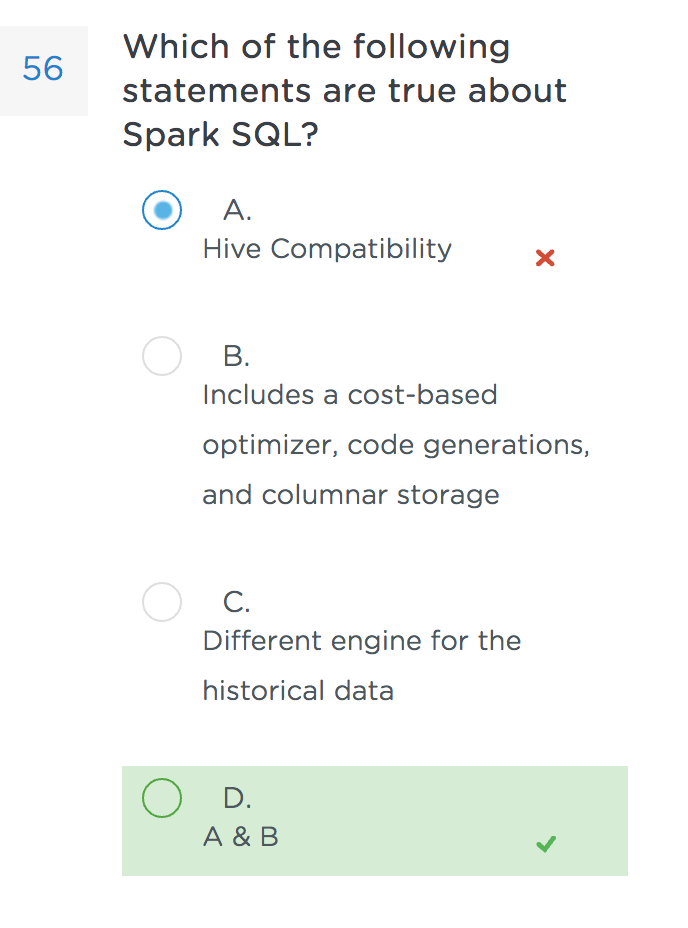 56
Which of the following
statements are true about
Spark SQL?
A.
Hive Compatibility
B.
Includes a cost-based
optimizer, code generations,
and columnar storage
C.
Different engine for the
historical data
D.
A & B